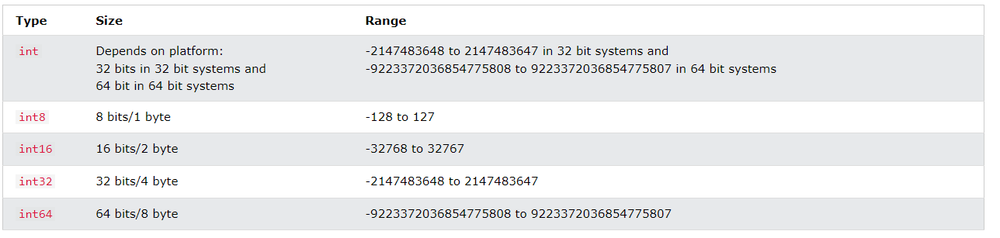 Type Size Range
int Depends on platform: -2147483648 to 2147483647 in 32 bit systems and
32 bits in 32 bit systems and -9223372036854775808 to 9223372036854775807 in 64 bit systems
64 bit in 64 bit systems
int8 8 bits/1 byte -128 to 127
int16 16 bits/2 byte -32768 to 32767
int32 32 bits/4 byte -2147483648 to 2147483647
int64 64 bits/8 byte -9223372036854775808 to 9223372036854775807